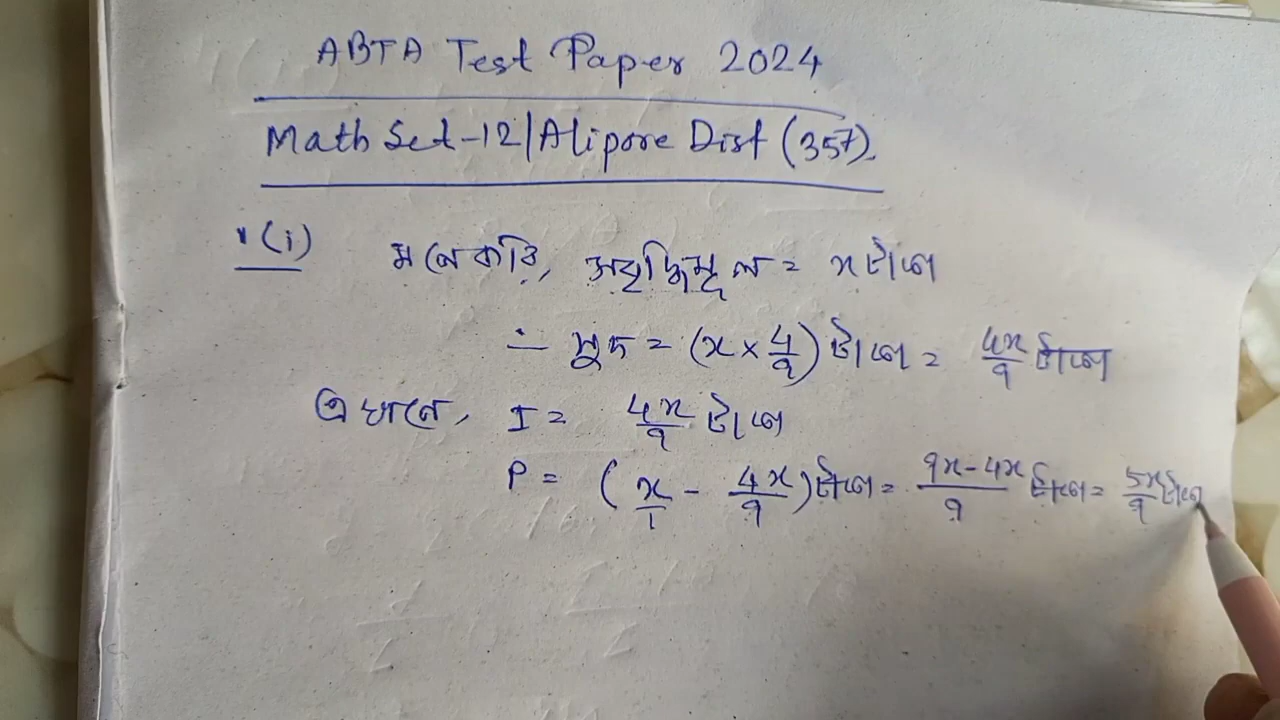 ABTA Test Paper 2024
Math Set-12/Alipore Dist (357).
1(i) মনেকরি, সবৃদ্ধিমূল = x টাকা
∴ সুদ = (x × 4/9) টাকা = 4x/9 টাকা
এখানে, I = 4x/9 টাকা
P = (x/1 - 4x/9) টাকা = 9x-4x/9 টাকা = 5x/9 টাকা